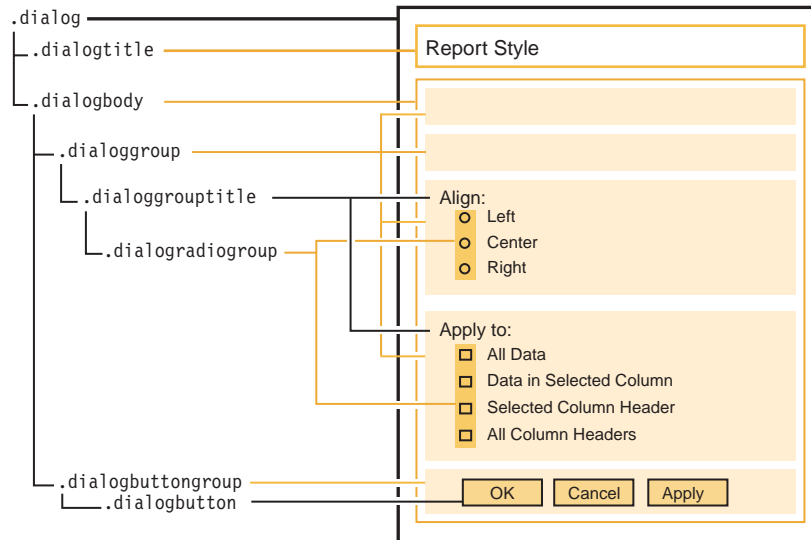 .dialog
.dialogtitle
.dialogbody
.dialoggroup
.dialoggrouptitle
.dialogradiogroup
.dialogbuttongroup
.dialogbutton
Report Style
Align:
Left
Center
Right
Apply to:
All Data
Data in Selected Column
Selected Column Header
All Column Headers
OK Cancel Apply